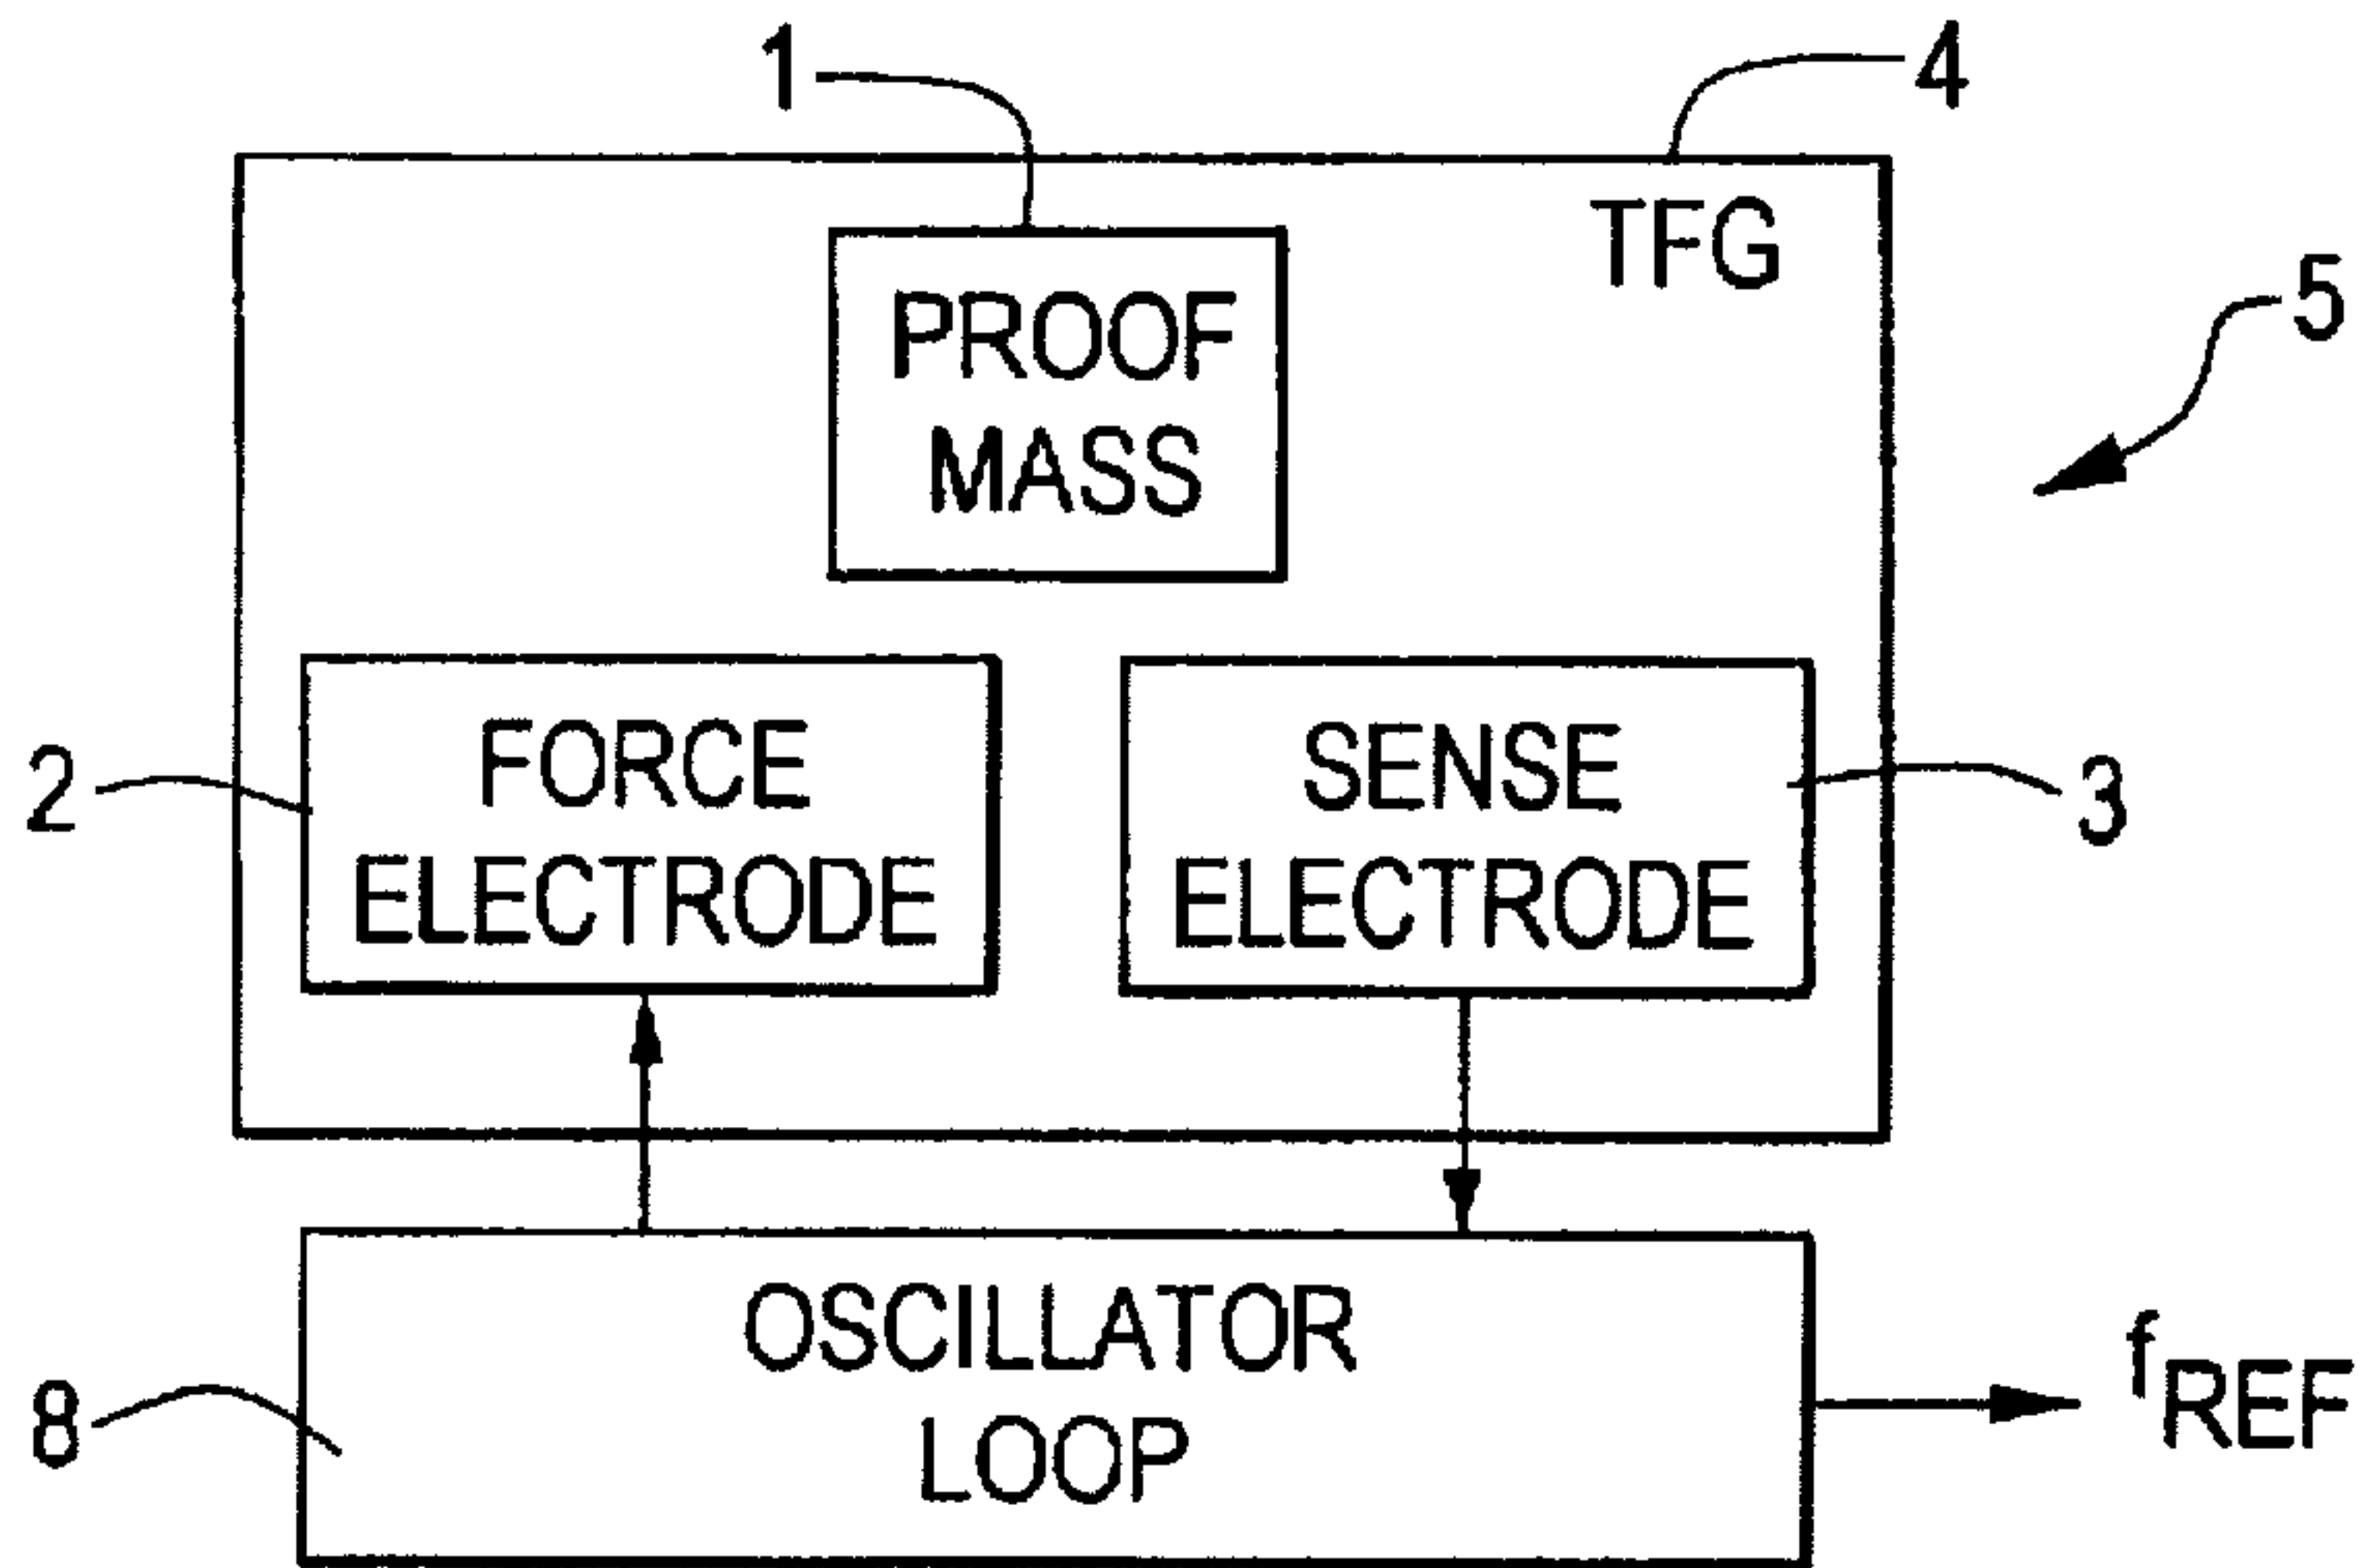 1
4
TFG
5
PROOF
MASS
2
FORCE
ELECTRODE
SENSE
ELECTRODE
3
8
OSCILLATOR
LOOP
fREF